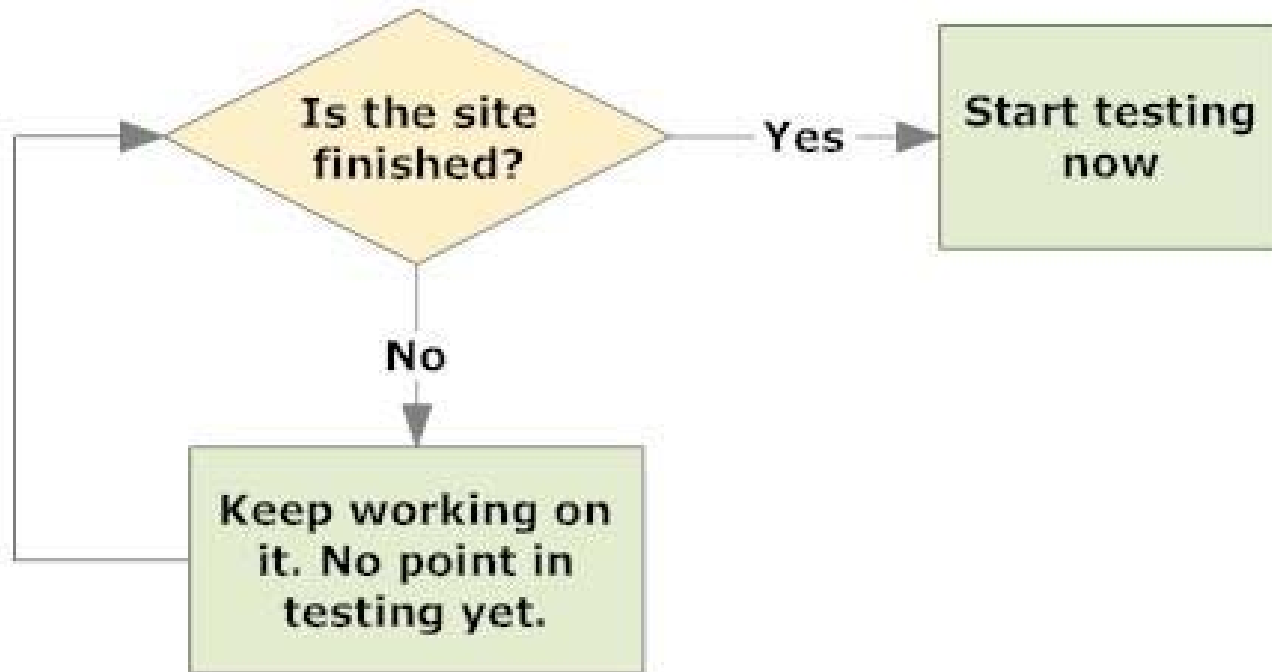 Is the site
finished?
Yes
Start testing
now
No
Keep working on
it. No point in
testing yet.